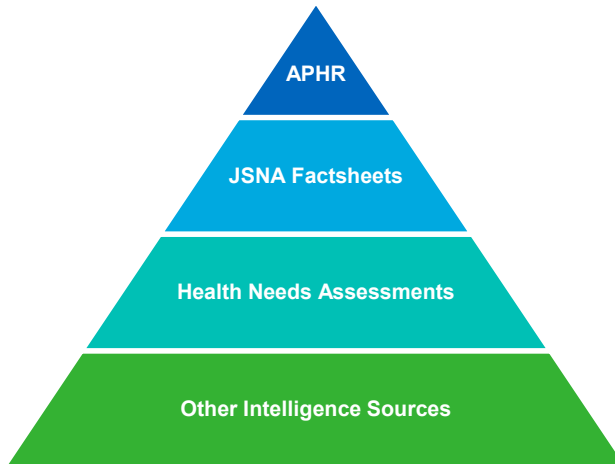 APHR
JSNA Factsheets
Health Needs Assessments
Other Intelligence Sources